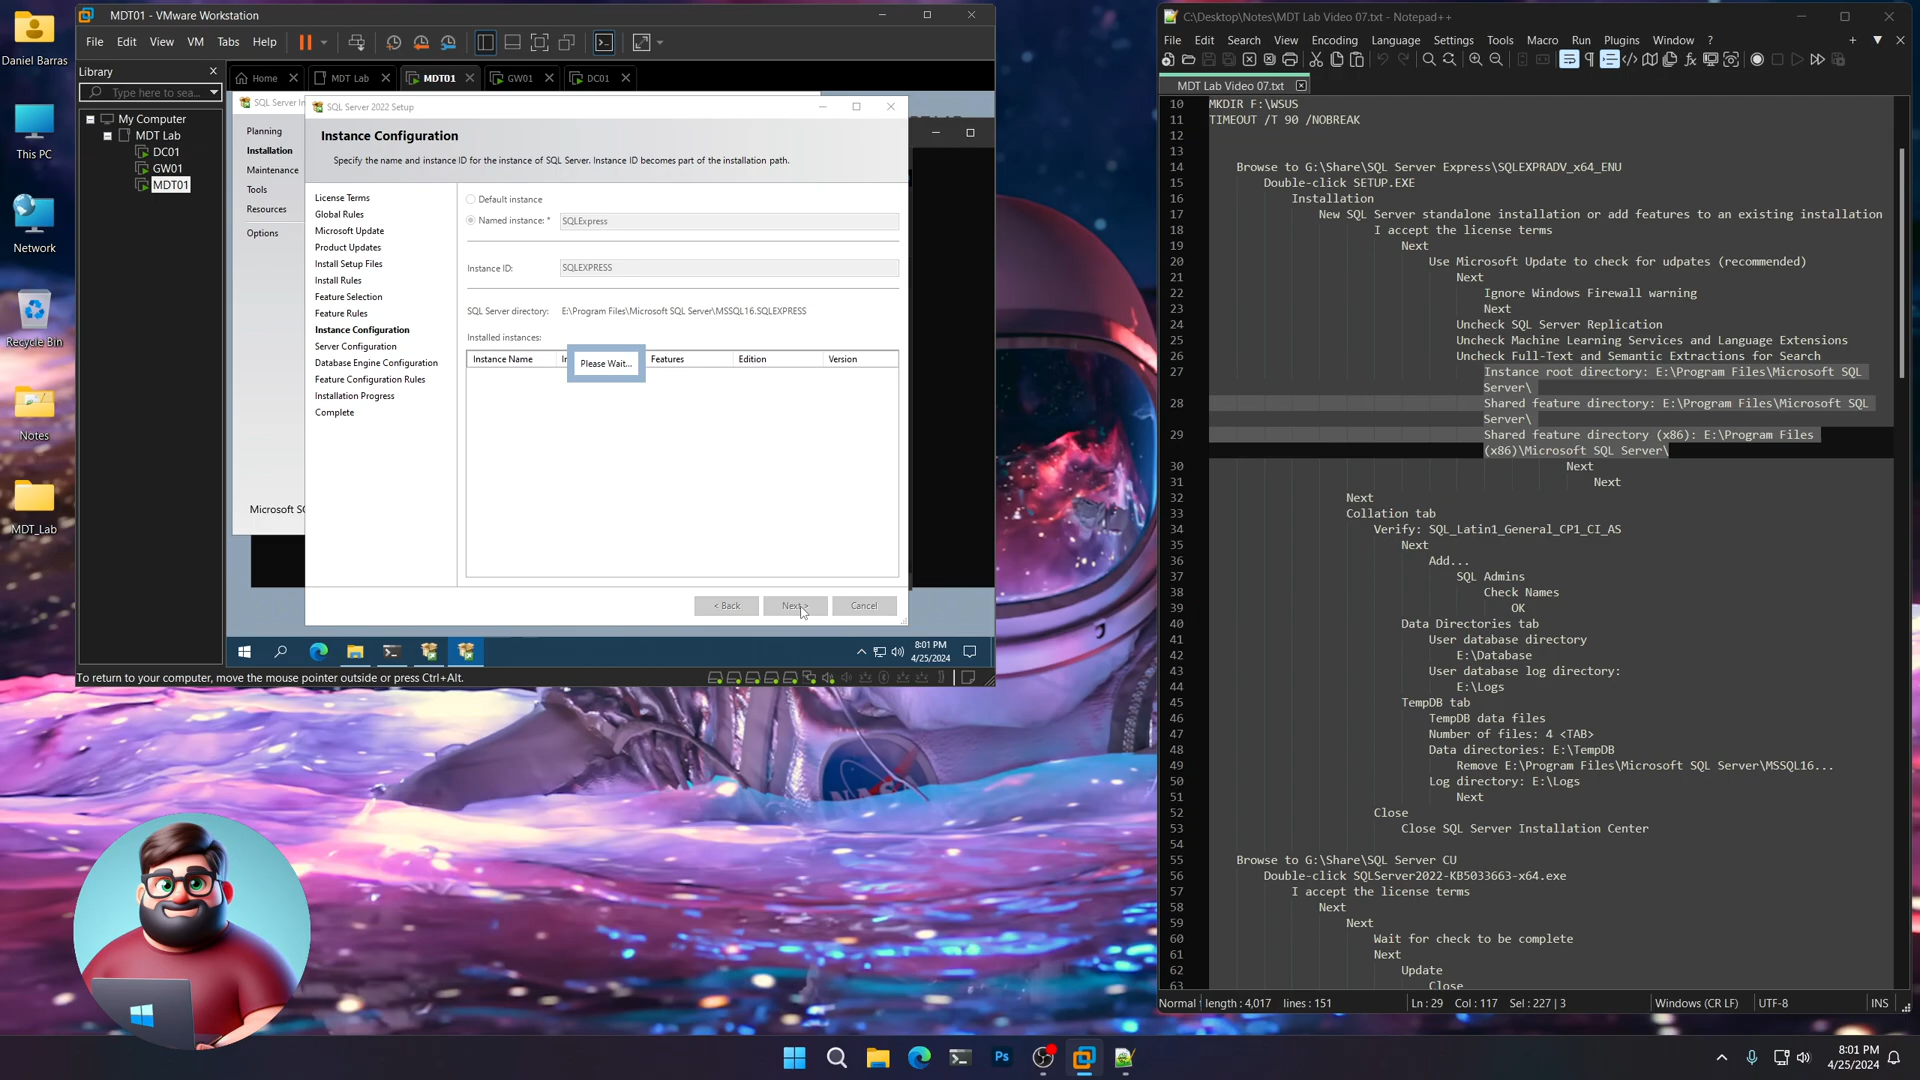 Daniel Barras
This PC
Network
Recycle Bin
Notes
MDT_Lab
MDT01 - VMware Workstation
File Edit View VM Tabs Help
Library
Type here to sea...
My Computer
MDT Lab
DC01
GW01
MDT01
Home MDT Lab MDT01 GW01 DC01
SQL Server In
Planning
Installation
Maintenance
Tools
Resources
Options
Microsoft SC
SQL Server 2022 Setup
Instance Configuration
Specify the name and instance ID for the instance of SQL Server. Instance ID becomes part of the installation path.
License Terms
Global Rules
Microsoft Update
Product Updates
Install Setup Files
Install Rules
Feature Selection
Feature Rules
Instance Configuration
Server Configuration
Database Engine Configuration
Feature Configuration Rules
Installation Progress
Complete
Default instance
Named instance: * SQLExpress
Instance ID: SQLEXPRESS
SQL Server directory: E:\Program Files\Microsoft SQL Server\MSSQL16.SQLEXPRESS
Installed instances:
Instance Name Features Edition Version
Please Wait...
< Back Next > Cancel
8:01 PM
4/25/2024
To return to your computer, move the mouse pointer outside or press Ctrl+Alt.
C:\Desktop\Notes\MDT Lab Video 07.txt - Notepad++
File Edit Search View Encoding Language Settings Tools Macro Run Plugins Window ?
MDT Lab Video 07.txt
10 MKDIR F:\WSUS
11 TIMEOUT /T 90 /NOBREAK
12
13
14 Browse to G:\Share\SQL Server Express\SQLEXPRADV_x64_ENU
15 Double-click SETUP.EXE
16 Installation
17 New SQL Server standalone installation or add features to an existing installation
18 I accept the license terms
19 Next
20 Use Microsoft Update to check for udpates (recommended)
21 Next
22 Ignore Windows Firewall warning
23 Next
24 Uncheck SQL Server Replication
25 Uncheck Machine Learning Services and Language Extensions
26 Uncheck Full-Text and Semantic Extractions for Search
27 Instance root directory: E:\Program Files\Microsoft SQL
Server\
28 Shared feature directory: E:\Program Files\Microsoft SQL
Server\
29 Shared feature directory (x86): E:\Program Files
(x86)\Microsoft SQL Server\
30 Next
31 Next
32 Next
33 Collation tab
34 Verify: SQL_Latin1_General_CP1_CI_AS
35 Next
36 Add...
37 SQL Admins
38 Check Names
39 OK
40 Data Directories tab
41 User database directory
42 E:\Database
43 User database log directory:
44 E:\Logs
45 TempDB tab
46 TempDB data files
47 Number of files: 4 <TAB>
48 Data directories: E:\TempDB
49 Remove E:\Program Files\Microsoft SQL Server\MSSQL16...
50 Log directory: E:\Logs
51 Next
52 Close
53 Close SQL Server Installation Center
54
55 Browse to G:\Share\SQL Server CU
56 Double-click SQLServer2022-KB5033663-x64.exe
57 I accept the license terms
58 Next
59 Next
60 Wait for check to be complete
61 Next
62 Update
63 Close
Normal length : 4,017 lines : 151 Ln : 29 Col : 117 Sel : 227 | 3 Windows (CR LF) UTF-8 INS
NASA
Ps
8:01 PM
4/25/2024